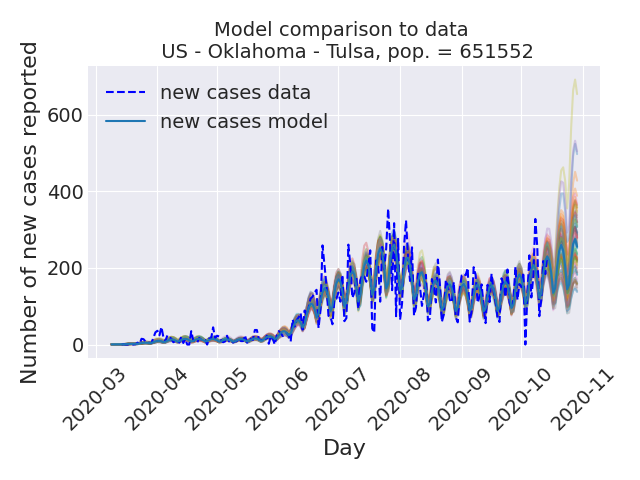 Model comparison to data
US - Oklahoma - Tulsa, pop. = 651552
Number of new cases reported
600
400
200
0
new cases data
new cases model
2020-03
2020-04
2020-05
2020-06
2020-07
2020-08
2020-09
2020-10
2020-11
Day